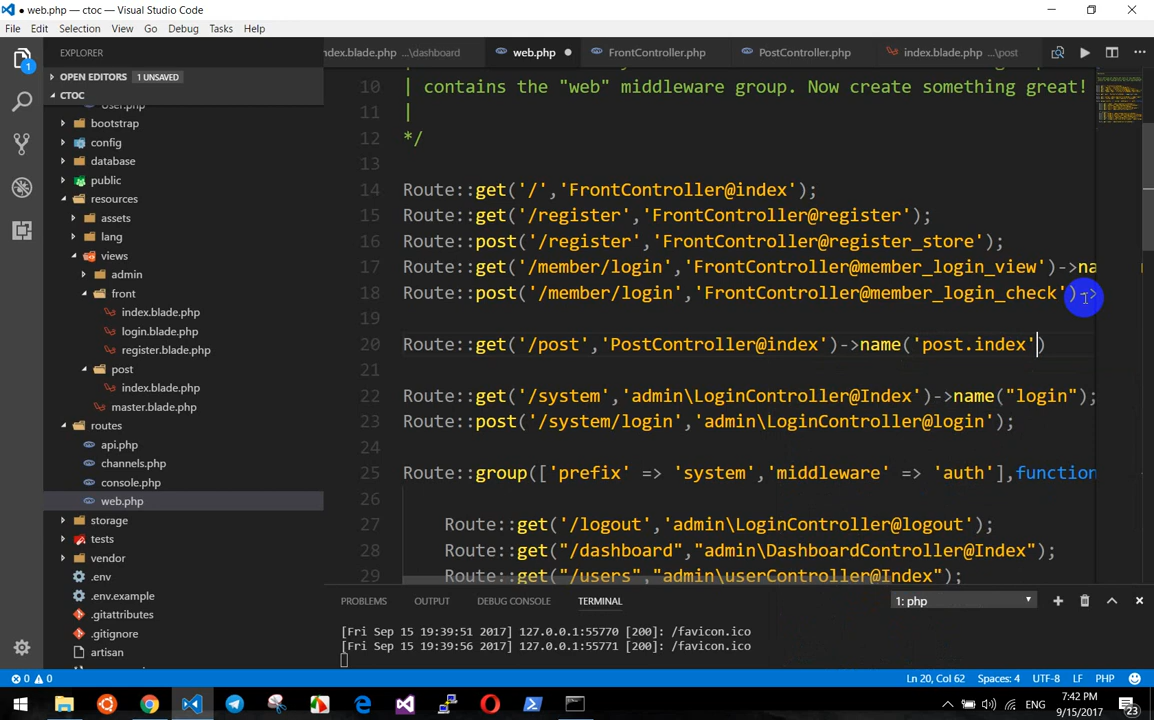 ● web.php - ctoc - Visual Studio Code
File Edit Selection View Go Debug Tasks Help
EXPLORER
index.blade.php ...\dashboard
web.php ●
FrontController.php
PostController.php
index.blade.php ...\post
OPEN EDITORS 1 UNSAVED
CTOC
User.php
bootstrap
config
database
public
resources
assets
lang
views
admin
front
index.blade.php
login.blade.php
register.blade.php
post
index.blade.php
master.blade.php
routes
api.php
channels.php
console.php
web.php
storage
tests
vendor
.env
.env.example
.gitattributes
.gitignore
artisan
10 | contains the "web" middleware group. Now create something great!
11 |
12 */
13
14 Route::get('/','FrontController@index');
15 Route::get('/register','FrontController@register');
16 Route::post('/register','FrontController@register_store');
17 Route::get('/member/login','FrontController@member_login_view')->na
18 Route::post('/member/login','FrontController@member_login_check')->
19
20 Route::get('/post','PostController@index')->name('post.index')
21
22 Route::get('/system','admin\LoginController@Index')->name("login");
23 Route::post('/system/login','admin\LoginController@login');
24
25 Route::group(['prefix' => 'system','middleware' => 'auth'],function
26
27 Route::get('/logout','admin\LoginController@logout');
28 Route::get("/dashboard","admin\DashboardController@Index");
29 Route::get("/users","admin\userController@Index");
PROBLEMS OUTPUT DEBUG CONSOLE TERMINAL 1: php
[Fri Sep 15 19:39:51 2017] 127.0.0.1:55770 [200]: /favicon.ico
[Fri Sep 15 19:39:56 2017] 127.0.0.1:55771 [200]: /favicon.ico
0 0 Ln 20, Col 62 Spaces: 4 UTF-8 LF PHP
ENG
7:42 PM
9/15/2017
23
1